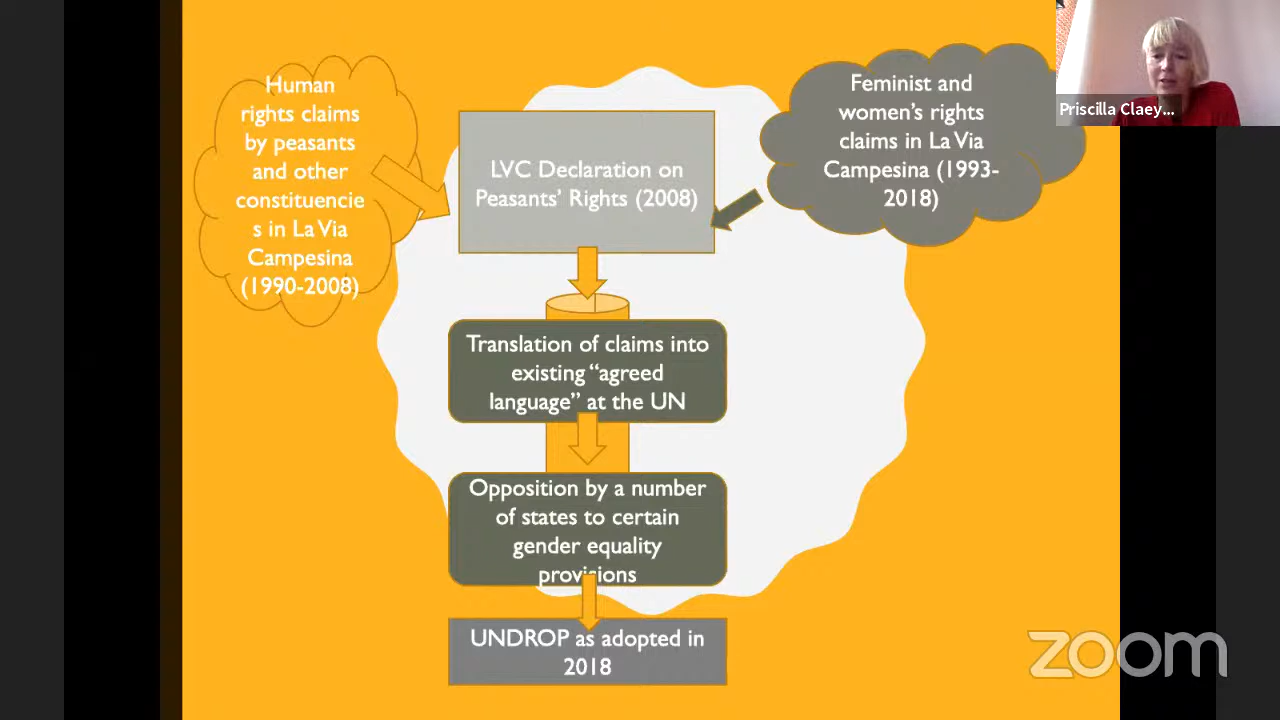 Human
rights claims
by peasants
and other
constituencie
s in La Via
Campesina
(1990-2008)
LVC Declaration on
Peasants' Rights (2008)
Feminist and
women's rights
claims in La Via
Campesina (1993-
2018)
Priscilla Claey...
Translation of claims into
existing "agreed
language" at the UN
Opposition by a number
of states to certain
gender equality
provisions
UNDROP as adopted in
2018
zoom